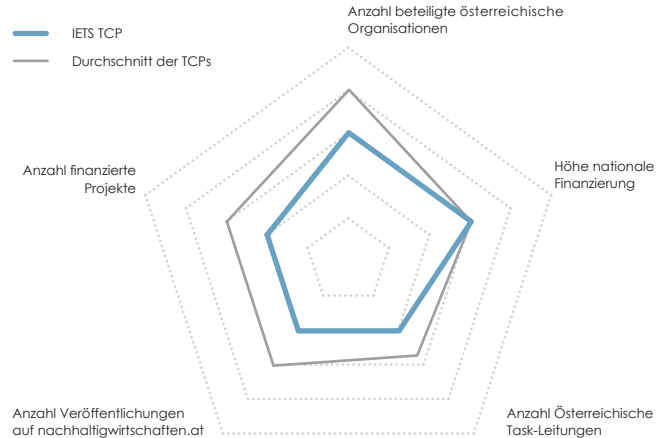 Anzahl beteiligte österreichische
Organisationen
IETS TCP
Durchschnitt der TCPs
Anzahl finanzierte
Projekte
Höhe nationale
Finanzierung
Anzahl Veröffentlichungen
auf nachhaltigwirtschaften.at
Anzahl Österreichische
Task-Leitungen